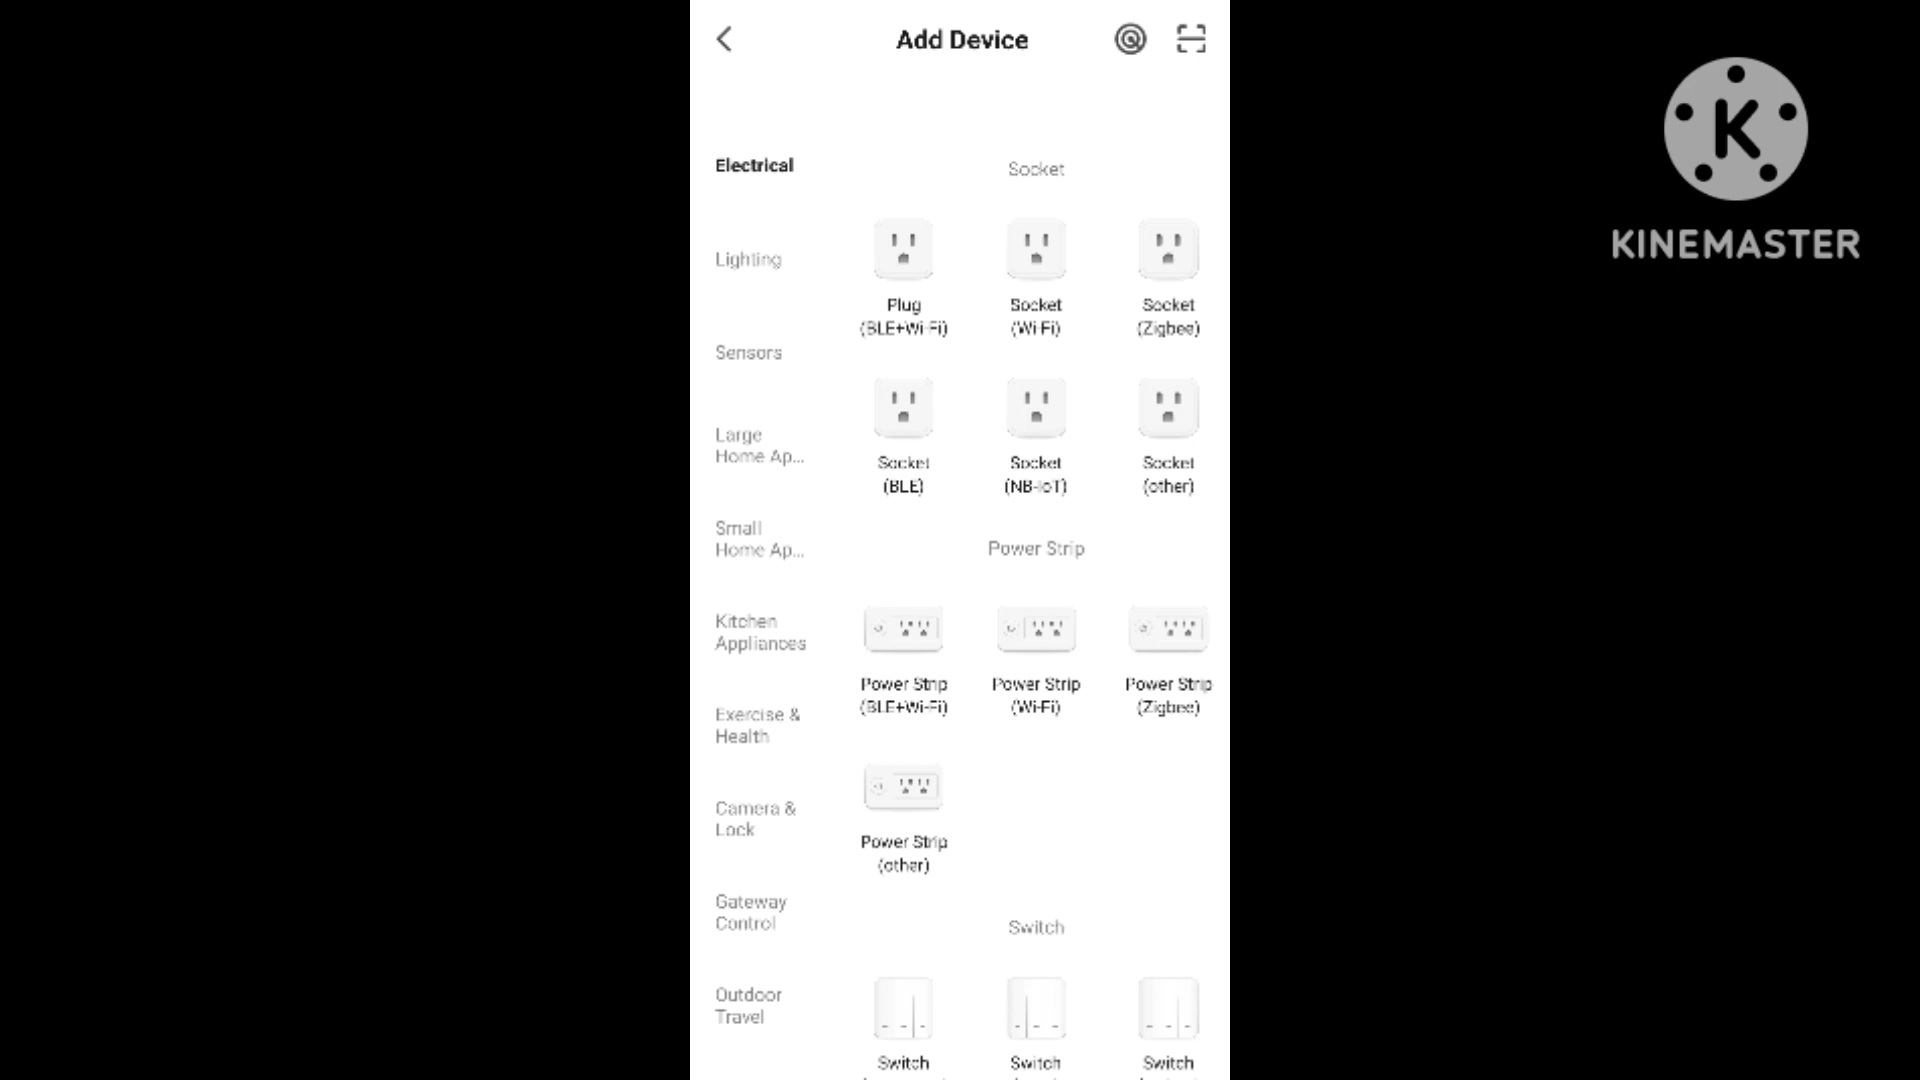 Add Device
KINEMASTER
Electrical
Lighting
Sensors
Large
Home Ap...
Small
Home Ap...
Kitchen
Appliances
Exercise &
Health
Camera &
Lock
Gateway
Control
Outdoor
Travel
Socket
Plug
(BLE+Wi-Fi)
Socket
(Wi-Fi)
Socket
(Zigbee)
Socket
(BLE)
Socket
(NB-IoT)
Socket
(other)
Power Strip
Power Strip
(BLE+Wi-Fi)
Power Strip
(Wi-Fi)
Power Strip
(Zigbee)
Power Strip
(other)
Switch
Switch
Switch
Switch